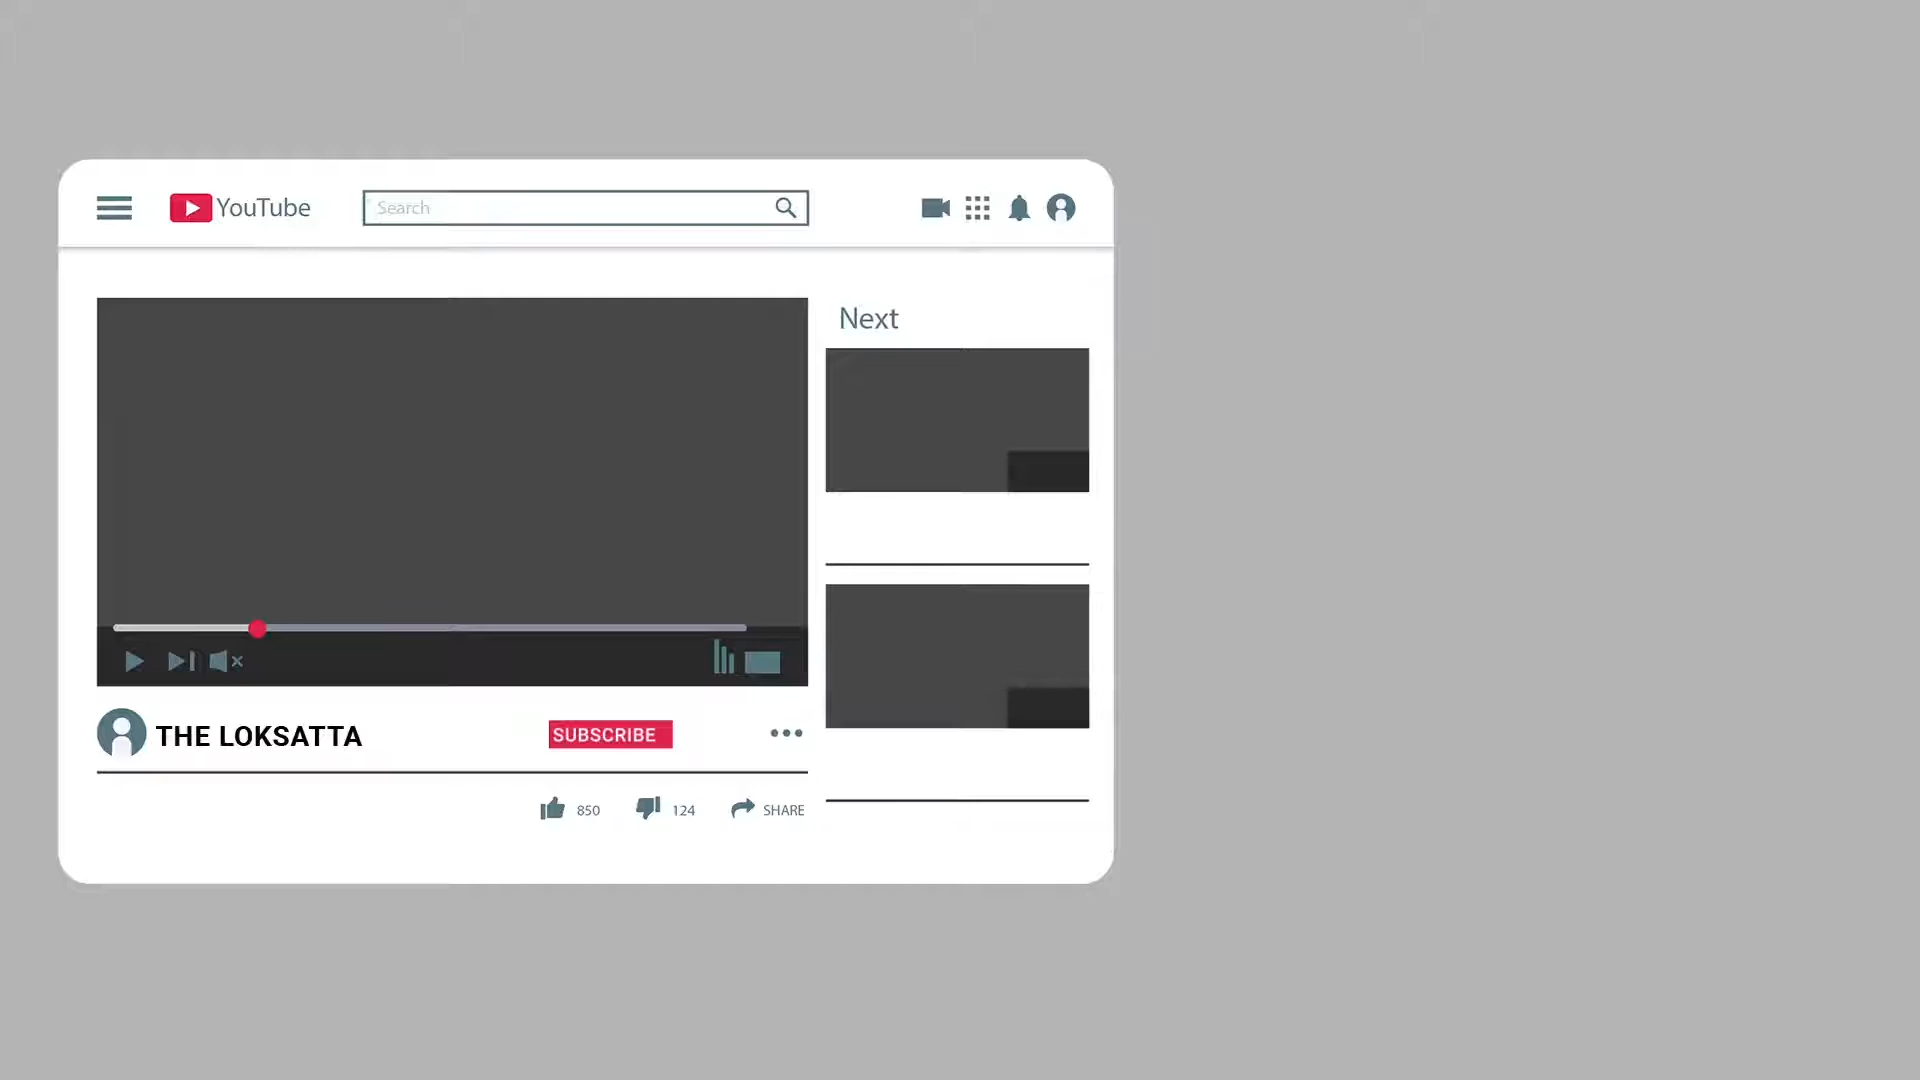 YouTube
Search
Next
THE LOKSATTA
SUBSCRIBE
850
124
SHARE